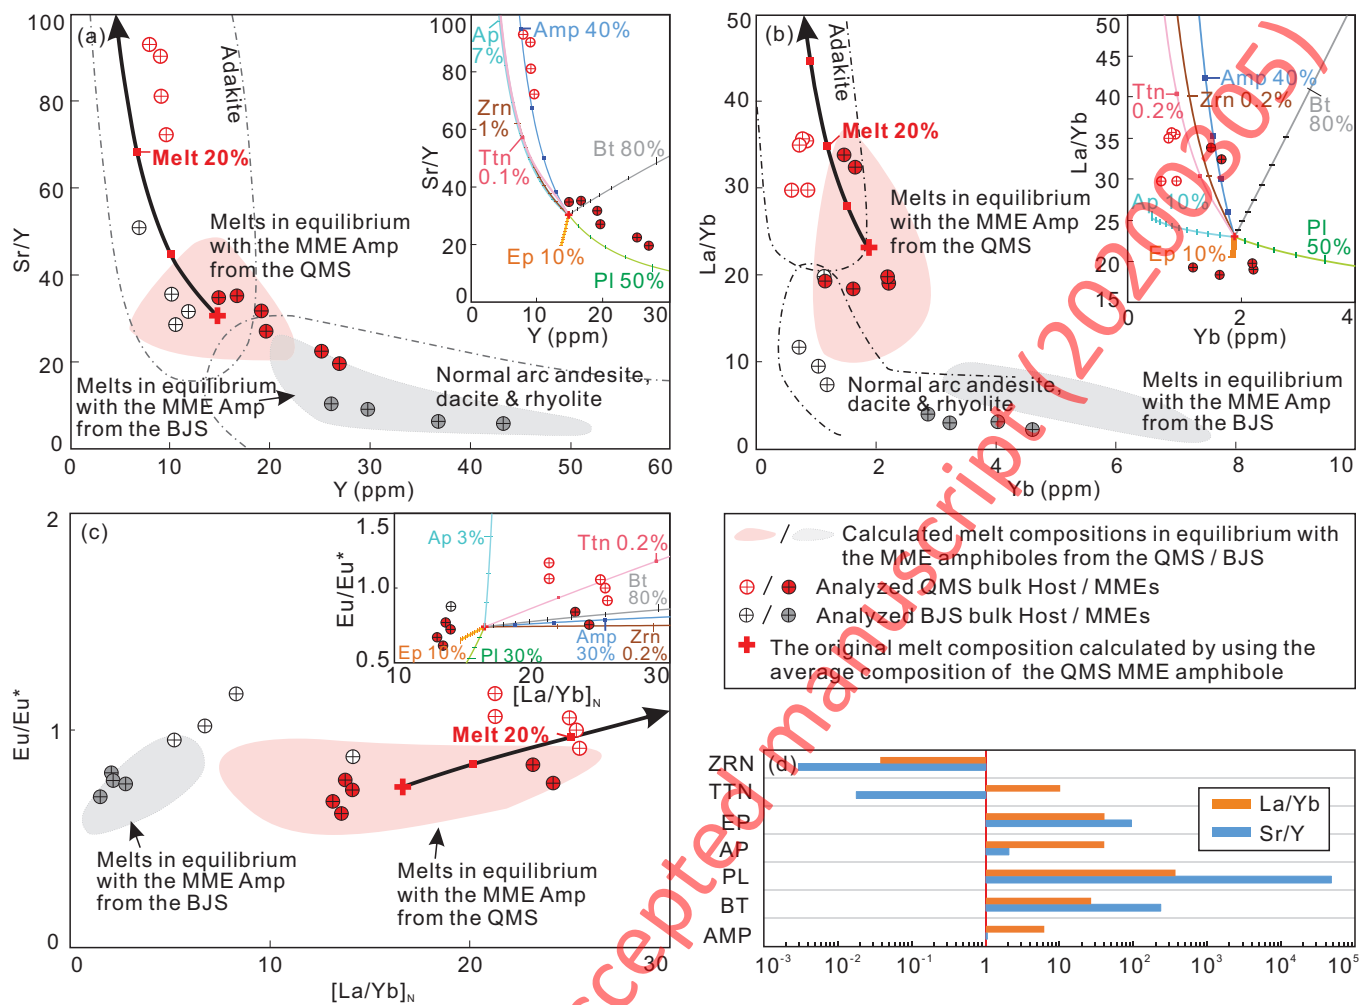 (a)
100
80
60
40
20
0
Sr/Y
0
10
20
30
40
50
60
Y (ppm)
Adakite
Melt 20%
Melts in equilibrium
with the MME Amp
from the QMS
Melts in equilibrium
with the MME Amp
from the BJS
Normal arc andesite,
dacite & rhyolite
100
80
60
40
20
0
Sr/Y
0
10
20
30
Y (ppm)
Ap
7%
Amp 40%
Zrn
1%
Ttn
0.1%
Bt 80%
Ep 10%
Pl 50%
(b)
50
40
30
20
10
0
La/Yb
0
2
4
6
8
10
Yb (ppm)
Adakite
Melt 20%
Melts in equilibrium
with the MME Amp
from the QMS
Normal arc andesite,
dacite & rhyolite
Melts in equilibrium
with the MME Amp
from the BJS
50
45
40
35
30
25
20
15
La/Yb
0
2
4
Yb (ppm)
Ttn
0.2%
Amp 40%
Zrn 0.2%
Bt
80%
Ap 10%
Ep 10%
Pl
50%
(c)
2
1
0
Eu/Eu*
0
10
20
30
[La/Yb]N
Melt 20%
Melts in equilibrium
with the MME Amp
from the BJS
Melts in equilibrium
with the MME Amp
from the QMS
1.5
1.0
0.5
Eu/Eu*
10
20
30
[La/Yb]N
Ap 3%
Ttn 0.2%
Bt
80%
Ep 10%
Pl 30%
Amp
30%
Zrn
0.2%
/ Calculated melt compositions in equilibrium with
the MME amphiboles from the QMS / BJS
/ Analyzed QMS bulk Host / MMEs
/ Analyzed BJS bulk Host / MMEs
The original melt composition calculated by using the
average composition of the QMS MME amphibole
(d)
ZRN
TTN
EP
AP
PL
BT
AMP
La/Yb
Sr/Y
10-3
10-2
10-1
1
10
102
103
104
105
ccepted manuscript (20200305)